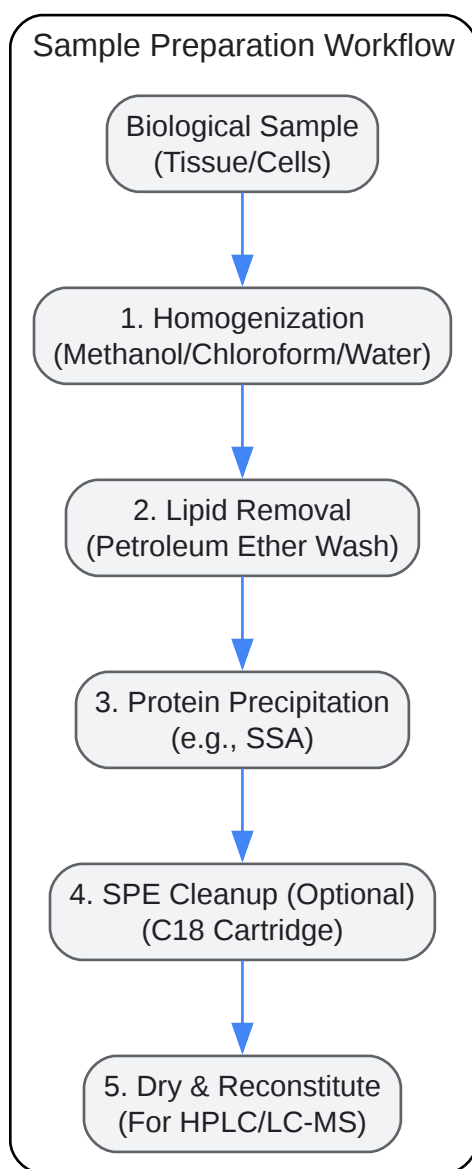 Sample Preparation Workflow
Biological Sample
(Tissue/Cells)
1. Homogenization
(Methanol/Chloroform/Water)
2. Lipid Removal
(Petroleum Ether Wash)
3. Protein Precipitation
(e.g., SSA)
4. SPE Cleanup (Optional)
(C18 Cartridge)
5. Dry & Reconstitute
(For HPLC/LC-MS)